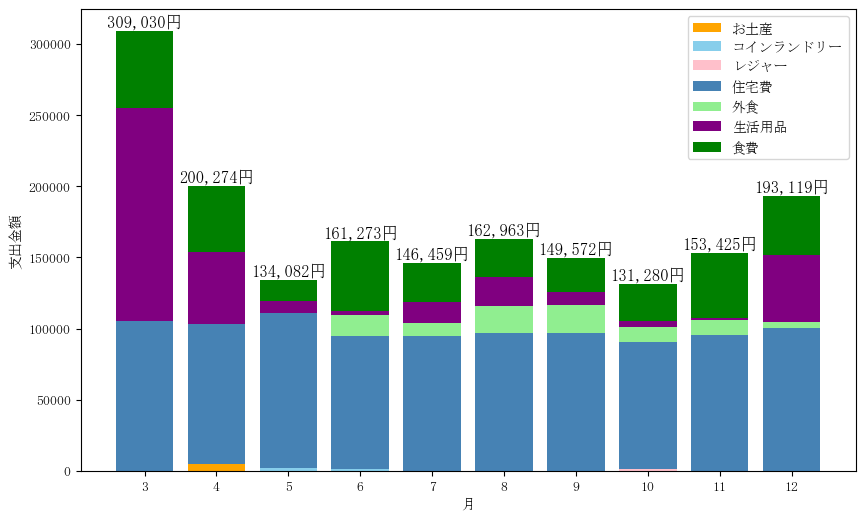 309,030円
200,274円
134,082円
161,273円
146,459円
162,963円
149,572円
131,280円
153,425円
193,119円
お土産
コインランドリー
レジャー
住宅費
外食
生活用品
食費
支出金額
300000
250000
200000
150000
100000
50000
0
3 4 5 6 7 8 9 10 11 12
月